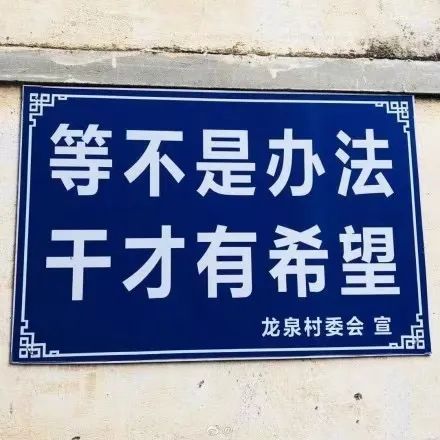 等不是办法
干才有希望
龙泉村委会 宣